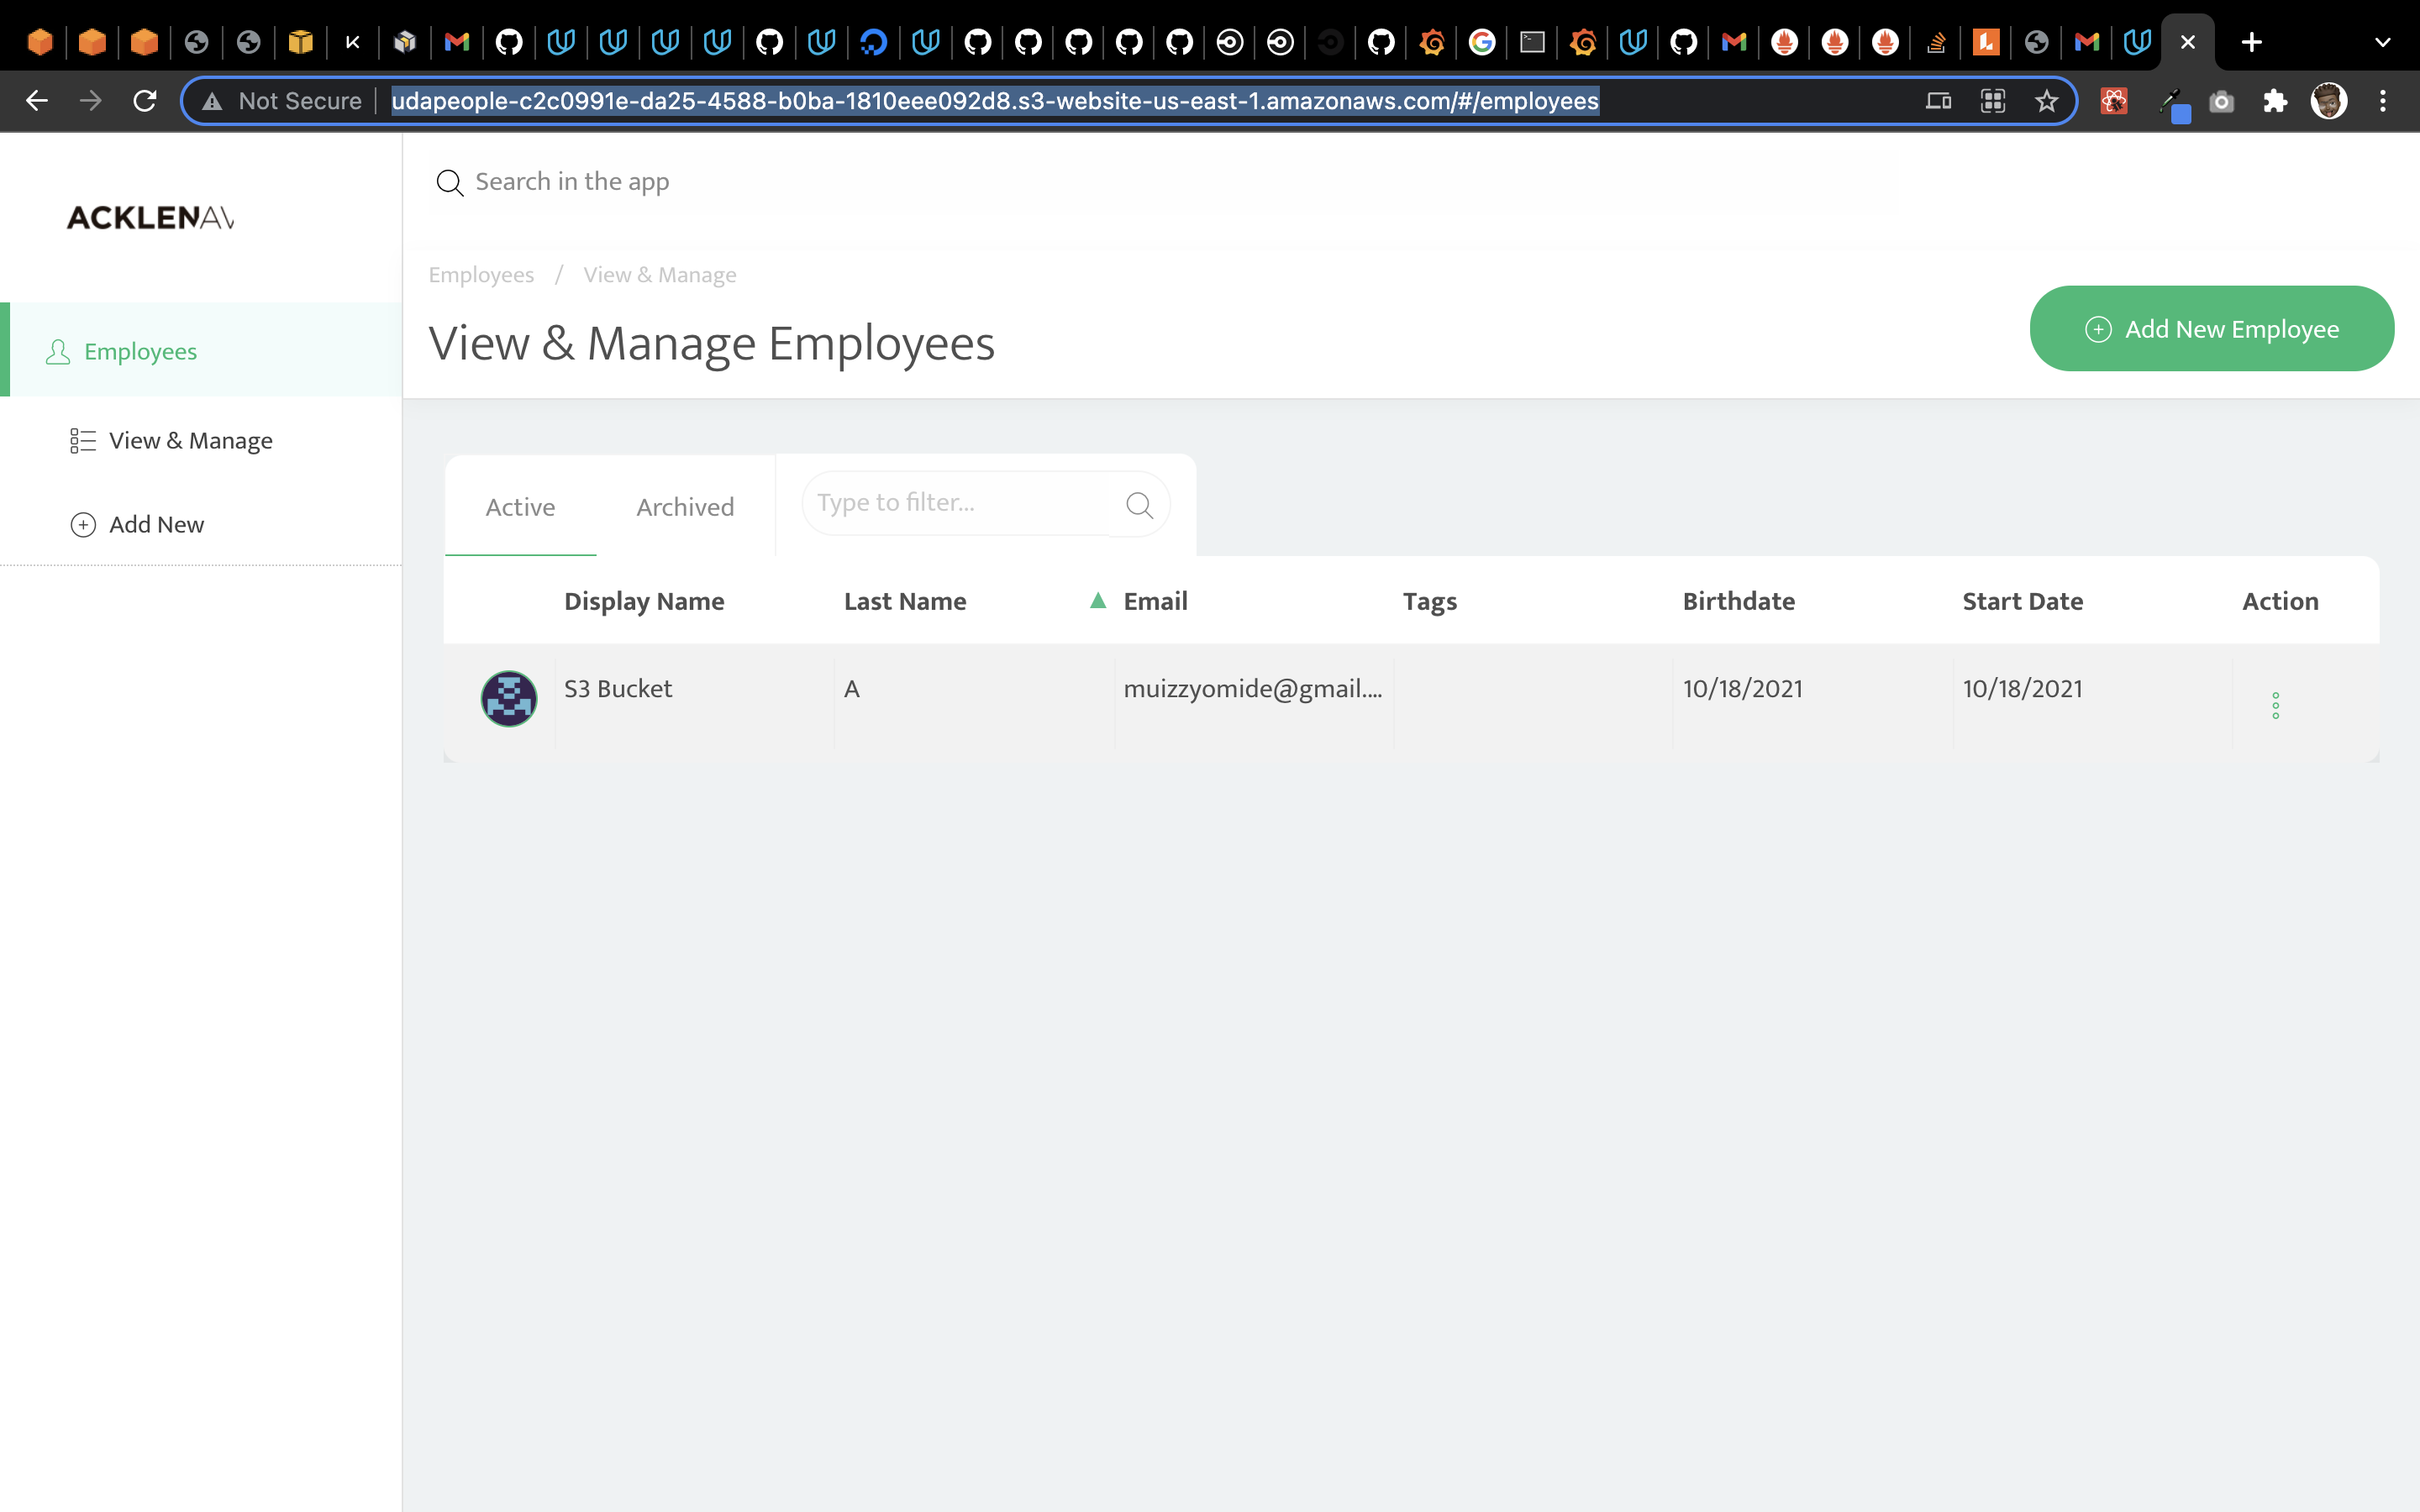 Not Secure udapeople-c2c0991e-da25-4588-b0ba-1810eee092d8.s3-website-us-east-1.amazonaws.com/#/employees
ACKLENAV
Employees
View & Manage
Add New
Search in the app
Employees / View & Manage
View & Manage Employees
Add New Employee
Active Archived Type to filter...
Display Name Last Name Email Tags Birthdate Start Date Action
S3 Bucket A muizzyomide@gmail.... 10/18/2021 10/18/2021